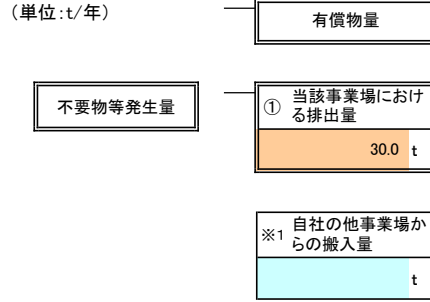 （単位:t/年）
有償物量
不要物等発生量
① 当該事業場におけ
る排出量
30.0 t
※1 自社の他事業場か
らの搬入量
t